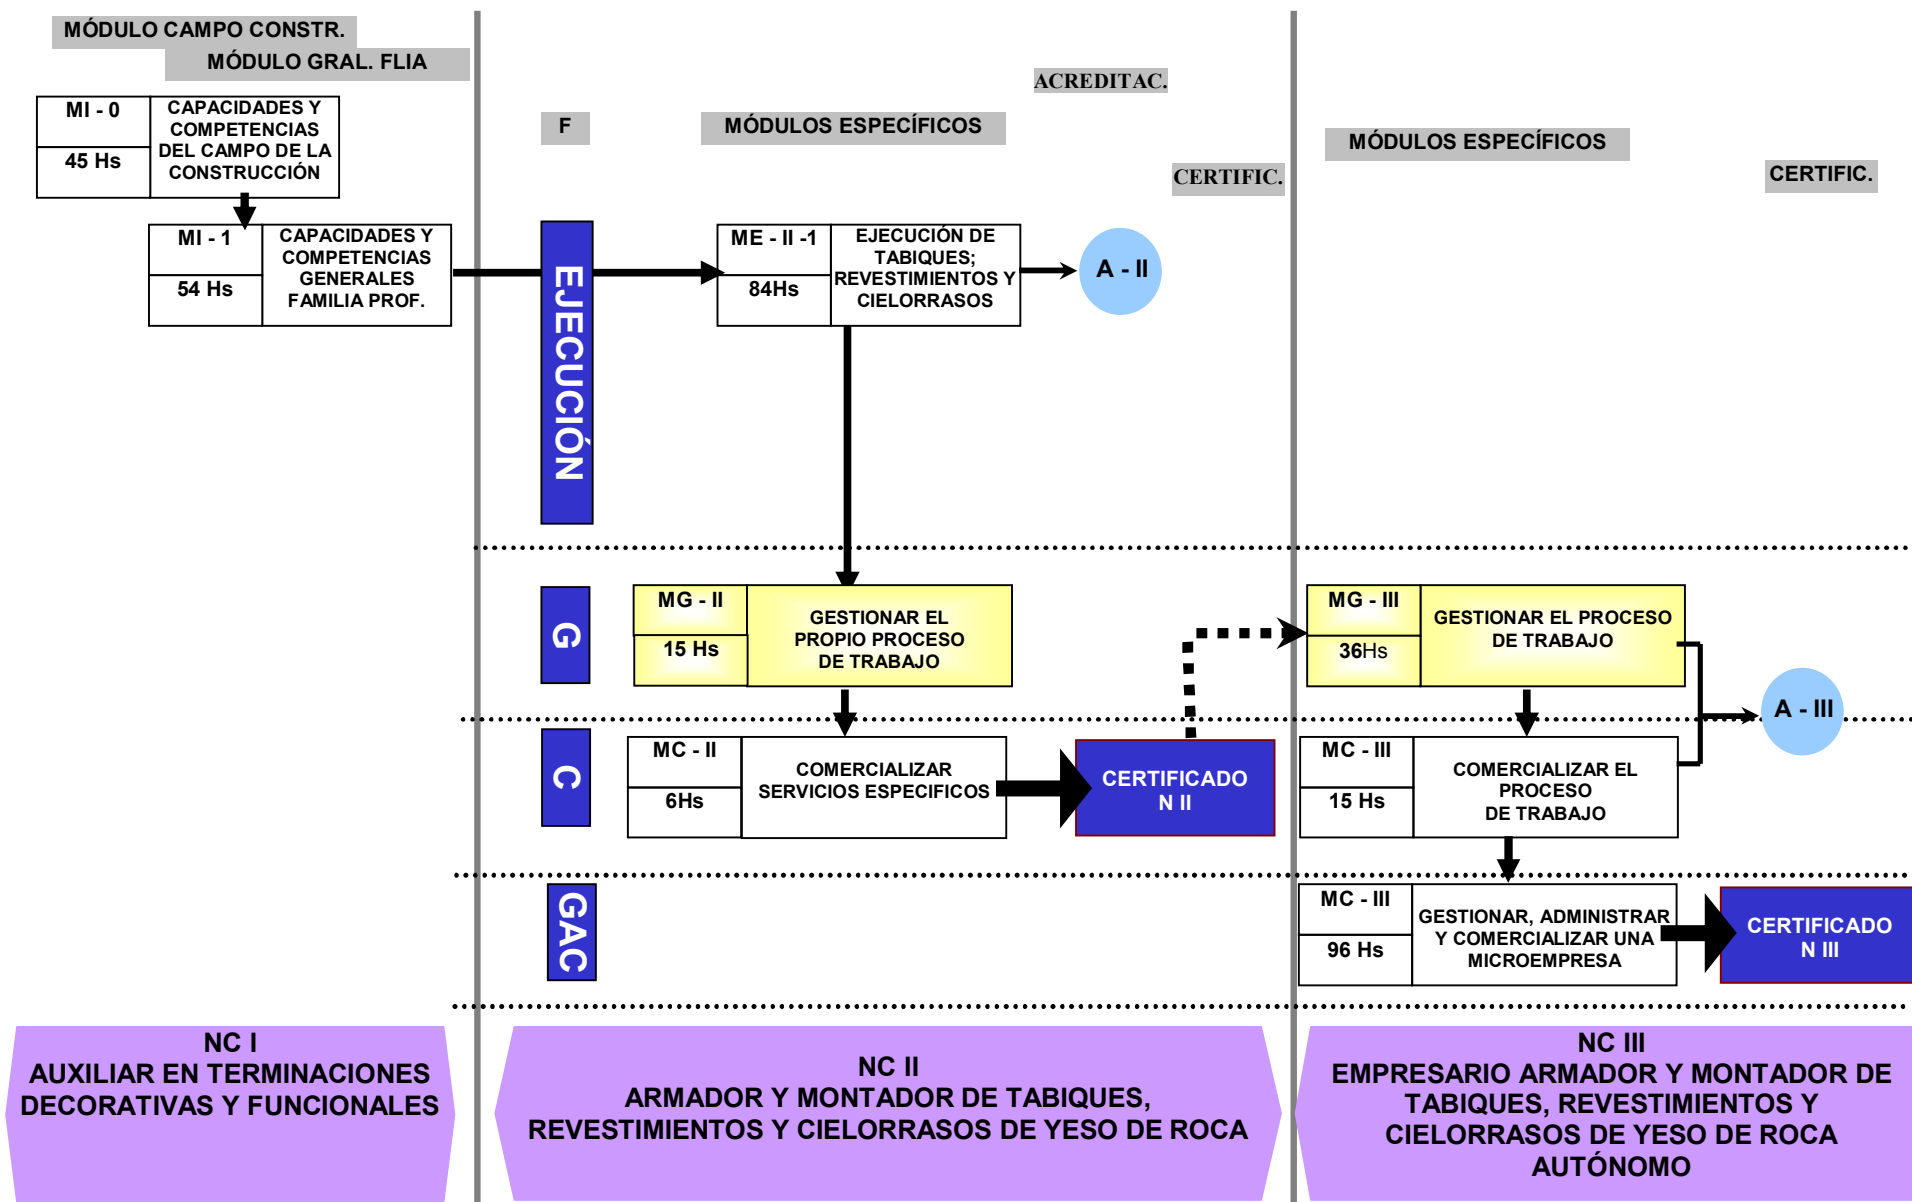 MÓDULO CAMPO CONSTR.
MÓDULO GRAL. FLIA
MI - 0
45 Hs
CAPACIDADES Y
COMPETENCIAS
DEL CAMPO DE LA
CONSTRUCCIÓN
MI - 1
54 Hs
CAPACIDADES Y
COMPETENCIAS
GENERALES
FAMILIA PROF.
F
MÓDULOS ESPECÍFICOS
ACREDITAC.
CERTIFIC.
EJECUCIÓN
ME - II -1
84Hs
EJECUCIÓN DE
TABIQUES;
REVESTIMIENTOS Y
CIELORRASOS
A - II
G
MG - II
15 Hs
GESTIONAR EL
PROPIO PROCESO
DE TRABAJO
C
MC - II
6Hs
COMERCIALIZAR
SERVICIOS ESPECIFICOS
CERTIFICADO
N II
GAC
MÓDULOS ESPECÍFICOS
CERTIFIC.
MG - III
36Hs
GESTIONAR EL PROCESO
DE TRABAJO
A - III
MC - III
15 Hs
COMERCIALIZAR EL
PROCESO
DE TRABAJO
MC - III
96 Hs
GESTIONAR, ADMINISTRAR
Y COMERCIALIZAR UNA
MICROEMPRESA
CERTIFICADO
N III
NC I
AUXILIAR EN TERMINACIONES
DECORATIVAS Y FUNCIONALES
NC II
ARMADOR Y MONTADOR DE TABIQUES,
REVESTIMIENTOS Y CIELORRASOS DE YESO DE ROCA
NC III
EMPRESARIO ARMADOR Y MONTADOR DE
TABIQUES, REVESTIMIENTOS Y
CIELORRASOS DE YESO DE ROCA
AUTÓNOMO